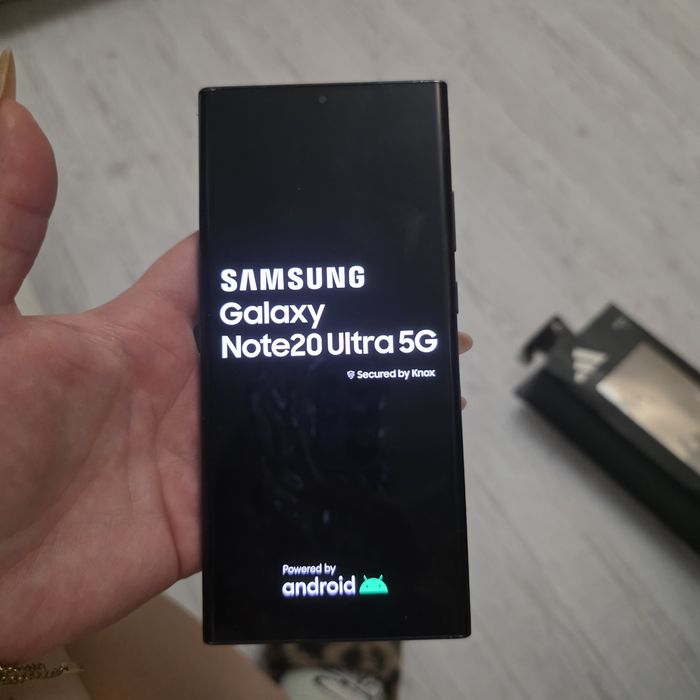 SAMSUNG
Galaxy
Note20 Ultra 5G
Secured by Knox
Powered by
android